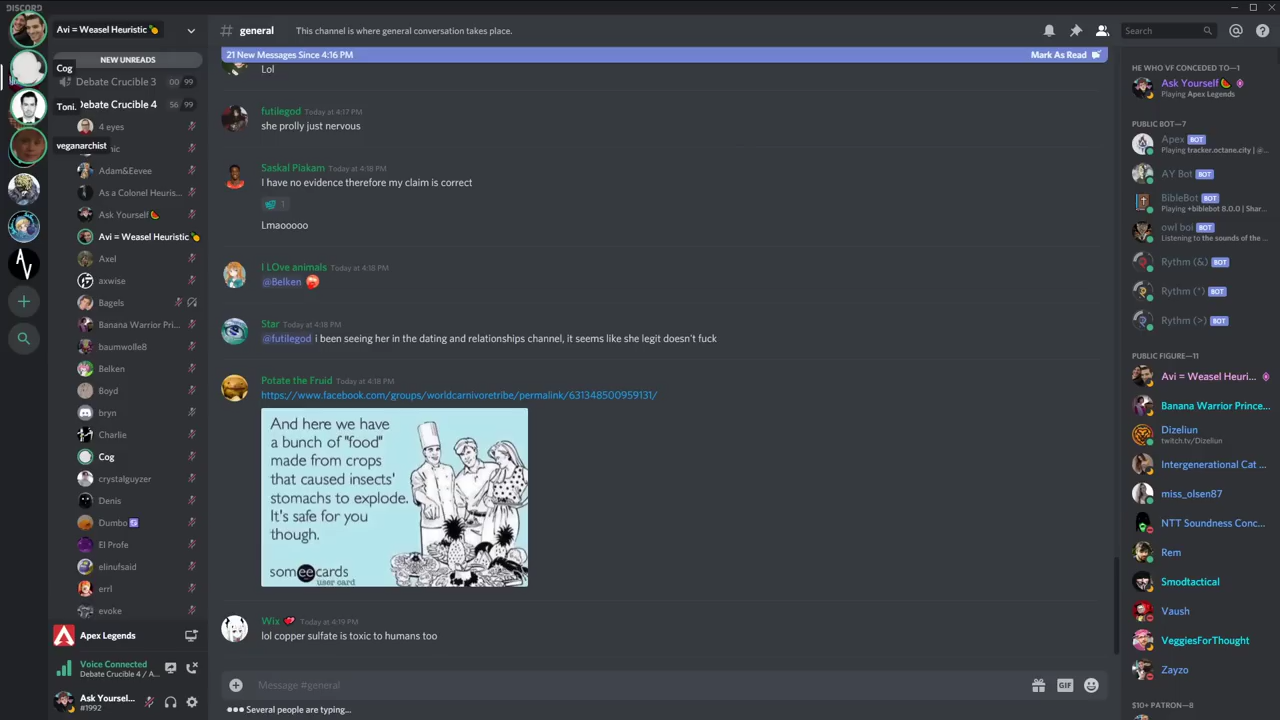 DISCORD
Avi = Weasel Heuristic
NEW UNREADS
Cog
Debate Crucible 3 00 99
Toni.
Debate Crucible 4 56 99
4 eyes
veganarchist
Adam&Eevee
As a Colonel Heuris...
Ask Yourself
Avi = Weasel Heuristic
Axel
axwise
Bagels
Banana Warrior Pri...
baumwolle8
Belken
Boyd
bryn
Charlie
Cog
crystalguyzer
Denis
Dumbo
El Profe
elinufsaid
errl
evoke
Apex Legends
Voice Connected
Debate Crucible 4 / A...
Ask Yoursel...
#1992
# general This channel is where general conversation takes place.
Search
21 New Messages Since 4:16 PM Mark As Read
Lol
futilegod Today at 4:17 PM
she prolly just nervous
Saskal Plakam Today at 4:18 PM
I have no evidence therefore my claim is correct
1
Lmaooooo
I LOve animals Today at 4:18 PM
@Belken
Star Today at 4:18 PM
@futilegod i been seeing her in the dating and relationships channel, it seems like she legit doesn't fuck
Potate the Fruid Today at 4:18 PM
https://www.facebook.com/groups/worldcarnivoretribe/permalink/631348500959131/
And here we have
a bunch of "food"
made from crops
that caused insects'
stomachs to explode.
It's safe for you
though.
someecards
user card
Wix Today at 4:19 PM
lol copper sulfate is toxic to humans too
Message #general
GIF
Several people are typing...
HE WHO VF CONCEDED TO—1
Ask Yourself
Playing Apex Legends
PUBLIC BOT—7
Apex BOT
Playing tracker.octane.city | @...
AY Bot BOT
BibleBot BOT
Playing +biblebot 8.0.0 | Shar...
owl boi BOT
Listening to the sounds of the...
Rythm (&) BOT
Rythm (*) BOT
Rythm (>) BOT
PUBLIC FIGURE—11
Avi = Weasel Heuri...
Banana Warrior Prince...
Dizeliun
twitch.tv/Dizeliun
Intergenerational Cat ...
miss_olsen87
NTT Soundness Conc...
Rem
Smodtactical
Vaush
VeggiesForThought
Zayzo
$10+ PATRON—8